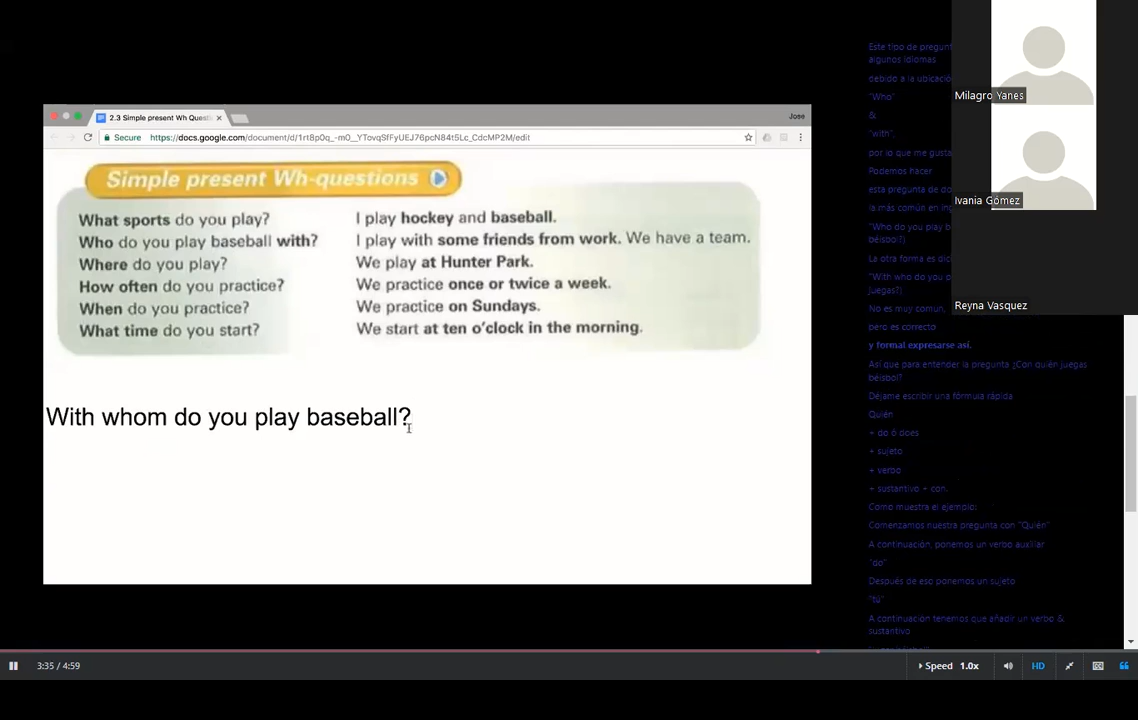 2.3 Simple present Wh Quest
Jose
Secure
https://docs.google.com/document/d/1rt8p0q_-m0__YTovqSfFyUEJ76pcN84t5Lc_CdcMP2M/edit
Simple present Wh-questions
What sports do you play? I play hockey and baseball.
Who do you play baseball with? I play with some friends from work. We have a team.
Where do you play? We play at Hunter Park.
How often do you practice? We practice once or twice a week.
When do you practice? We practice on Sundays.
What time do you start? We start at ten o'clock in the morning.
With whom do you play baseball?
Este tipo de pregunt
algunos idiomas
debido a la ubicació
"Who"
&
"with",
por lo que me gusta
Podemos hacer
esta pregunta de do
la más común en ing
"Who do you play b
béisbol?)
La otra forma es dici
"With who do you p
juegas?)
No es muy común,
pero es correcto
y formal expresarse así.
Así que para entender la pregunta ¿Con quién juegas
béisbol?
Déjame escribir una fórmula rápida
Quién
+ do ó does
+ sujeto
+ verbo
+ sustantivo + con.
Como muestra el ejemplo:
Comenzamos nuestra pregunta con "Quién"
A continuación, ponemos un verbo auxiliar
"do"
Después de eso ponemos un sujeto
"tú"
A continuación tenemos que añadir un verbo &
sustantivo
Milagro Yanes
Ivania Gómez
Reyna Vasquez
3:35 / 4:59
Speed 1.0x
HD